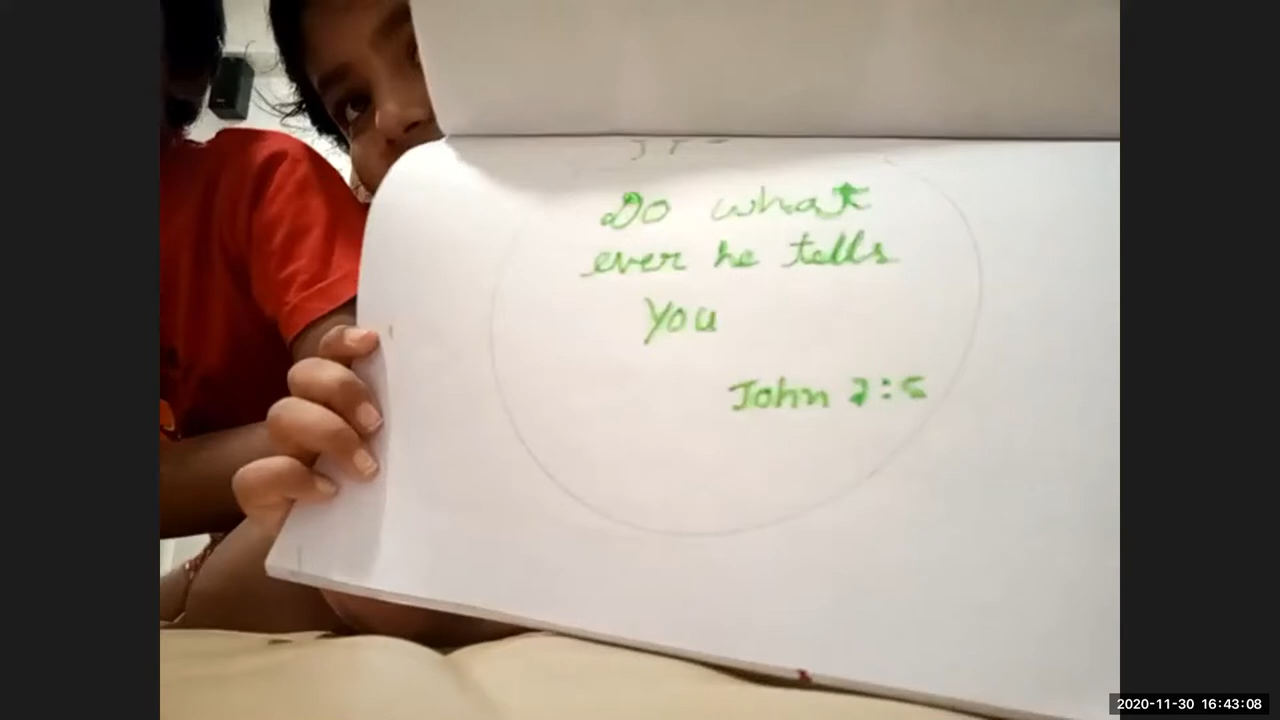 Do what
ever he tells
You
John 2:5
2020-11-30 16:43:08